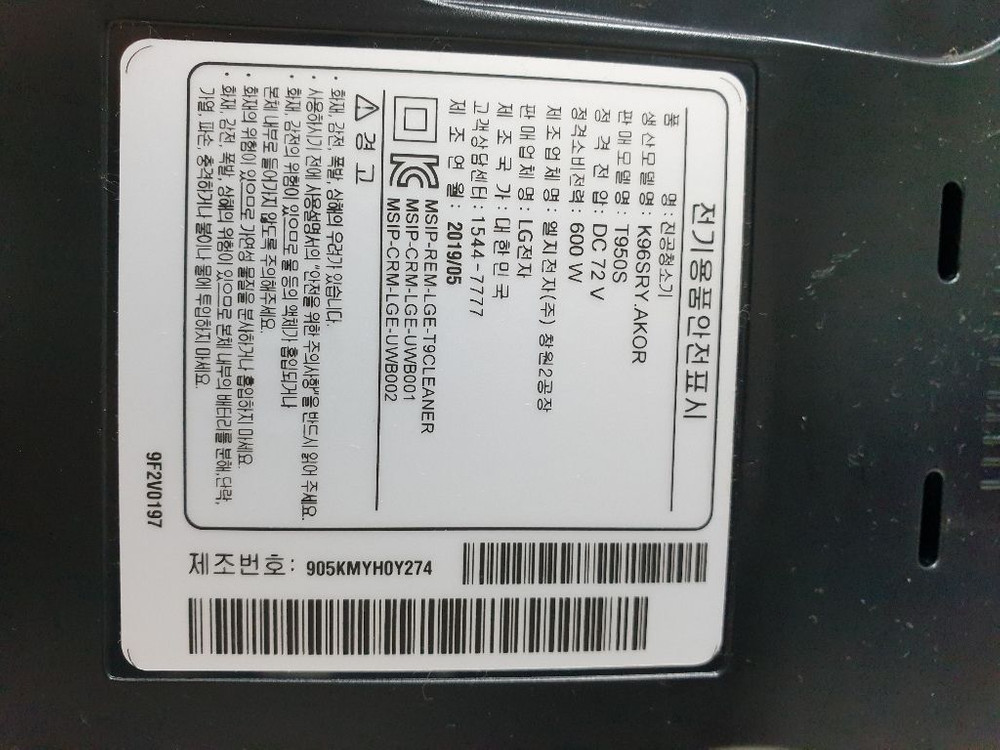 전기용품안전표시
품 명 : 진공청소기
생산모델명 : K96SRY.AKOR
판매모델명 : T950S
정 격 전 압 : DC 72 V
정격소비전력 : 600 W
제 조 업 체 명 : 엘지전자(주) 창원2공장
판 매 업 체 명 : LG전자
제 조 국 가 : 대 한 민 국
고객상담센터 : 1544-7777
제 조 연 월 : 2019/05
MSIP-REM-LGE-T9CLEANER
MSIP-CRM-LGE-UWB001
MSIP-CRM-LGE-UWB002
경 고
· 화재, 감전, 폭발, 상해의 우려가 있습니다.
사용하시기 전에 사용설명서의 "안전을 위한 주의사항"을 반드시 읽어 주세요.
· 화재, 감전의 위험이 있으므로 물 등의 액체가 흡입되거나
본체 내부로 들어가지 않도록 주의해주세요.
· 화재의 위험이 있으므로 가연성 물질을 분사하거나 흡입하지 마세요.
· 화재, 감전, 폭발, 상해의 위험이 있으므로 본체 내부의 배터리를 분해,단락,
가열, 파손, 충격하거나 불이나 물에 투입하지 마세요.
9F2V0197
제조번호 : 905KMYH0Y274